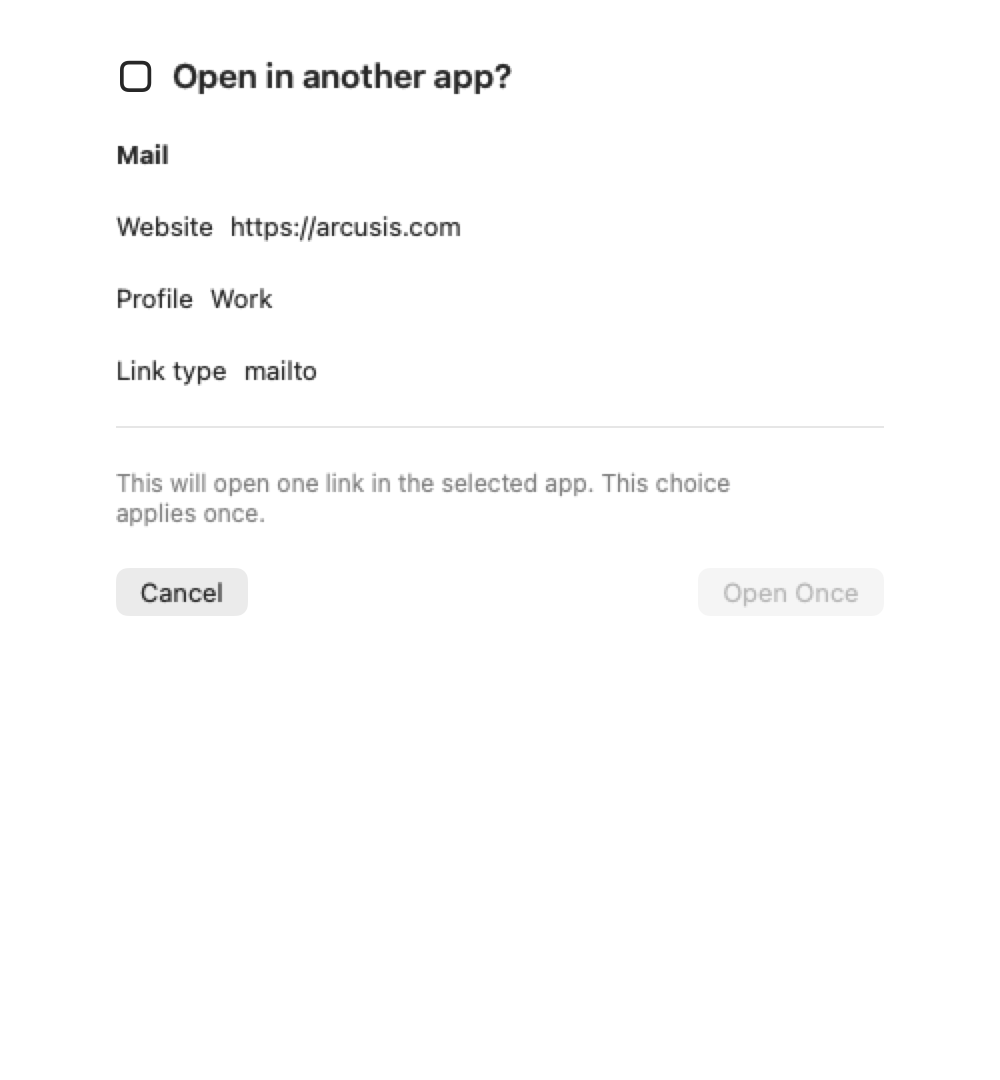 Open in another app?
Mail
Website https://arcusis.com
Profile Work
Link type mailto
This will open one link in the selected app. This choice
applies once.
Cancel
Open Once